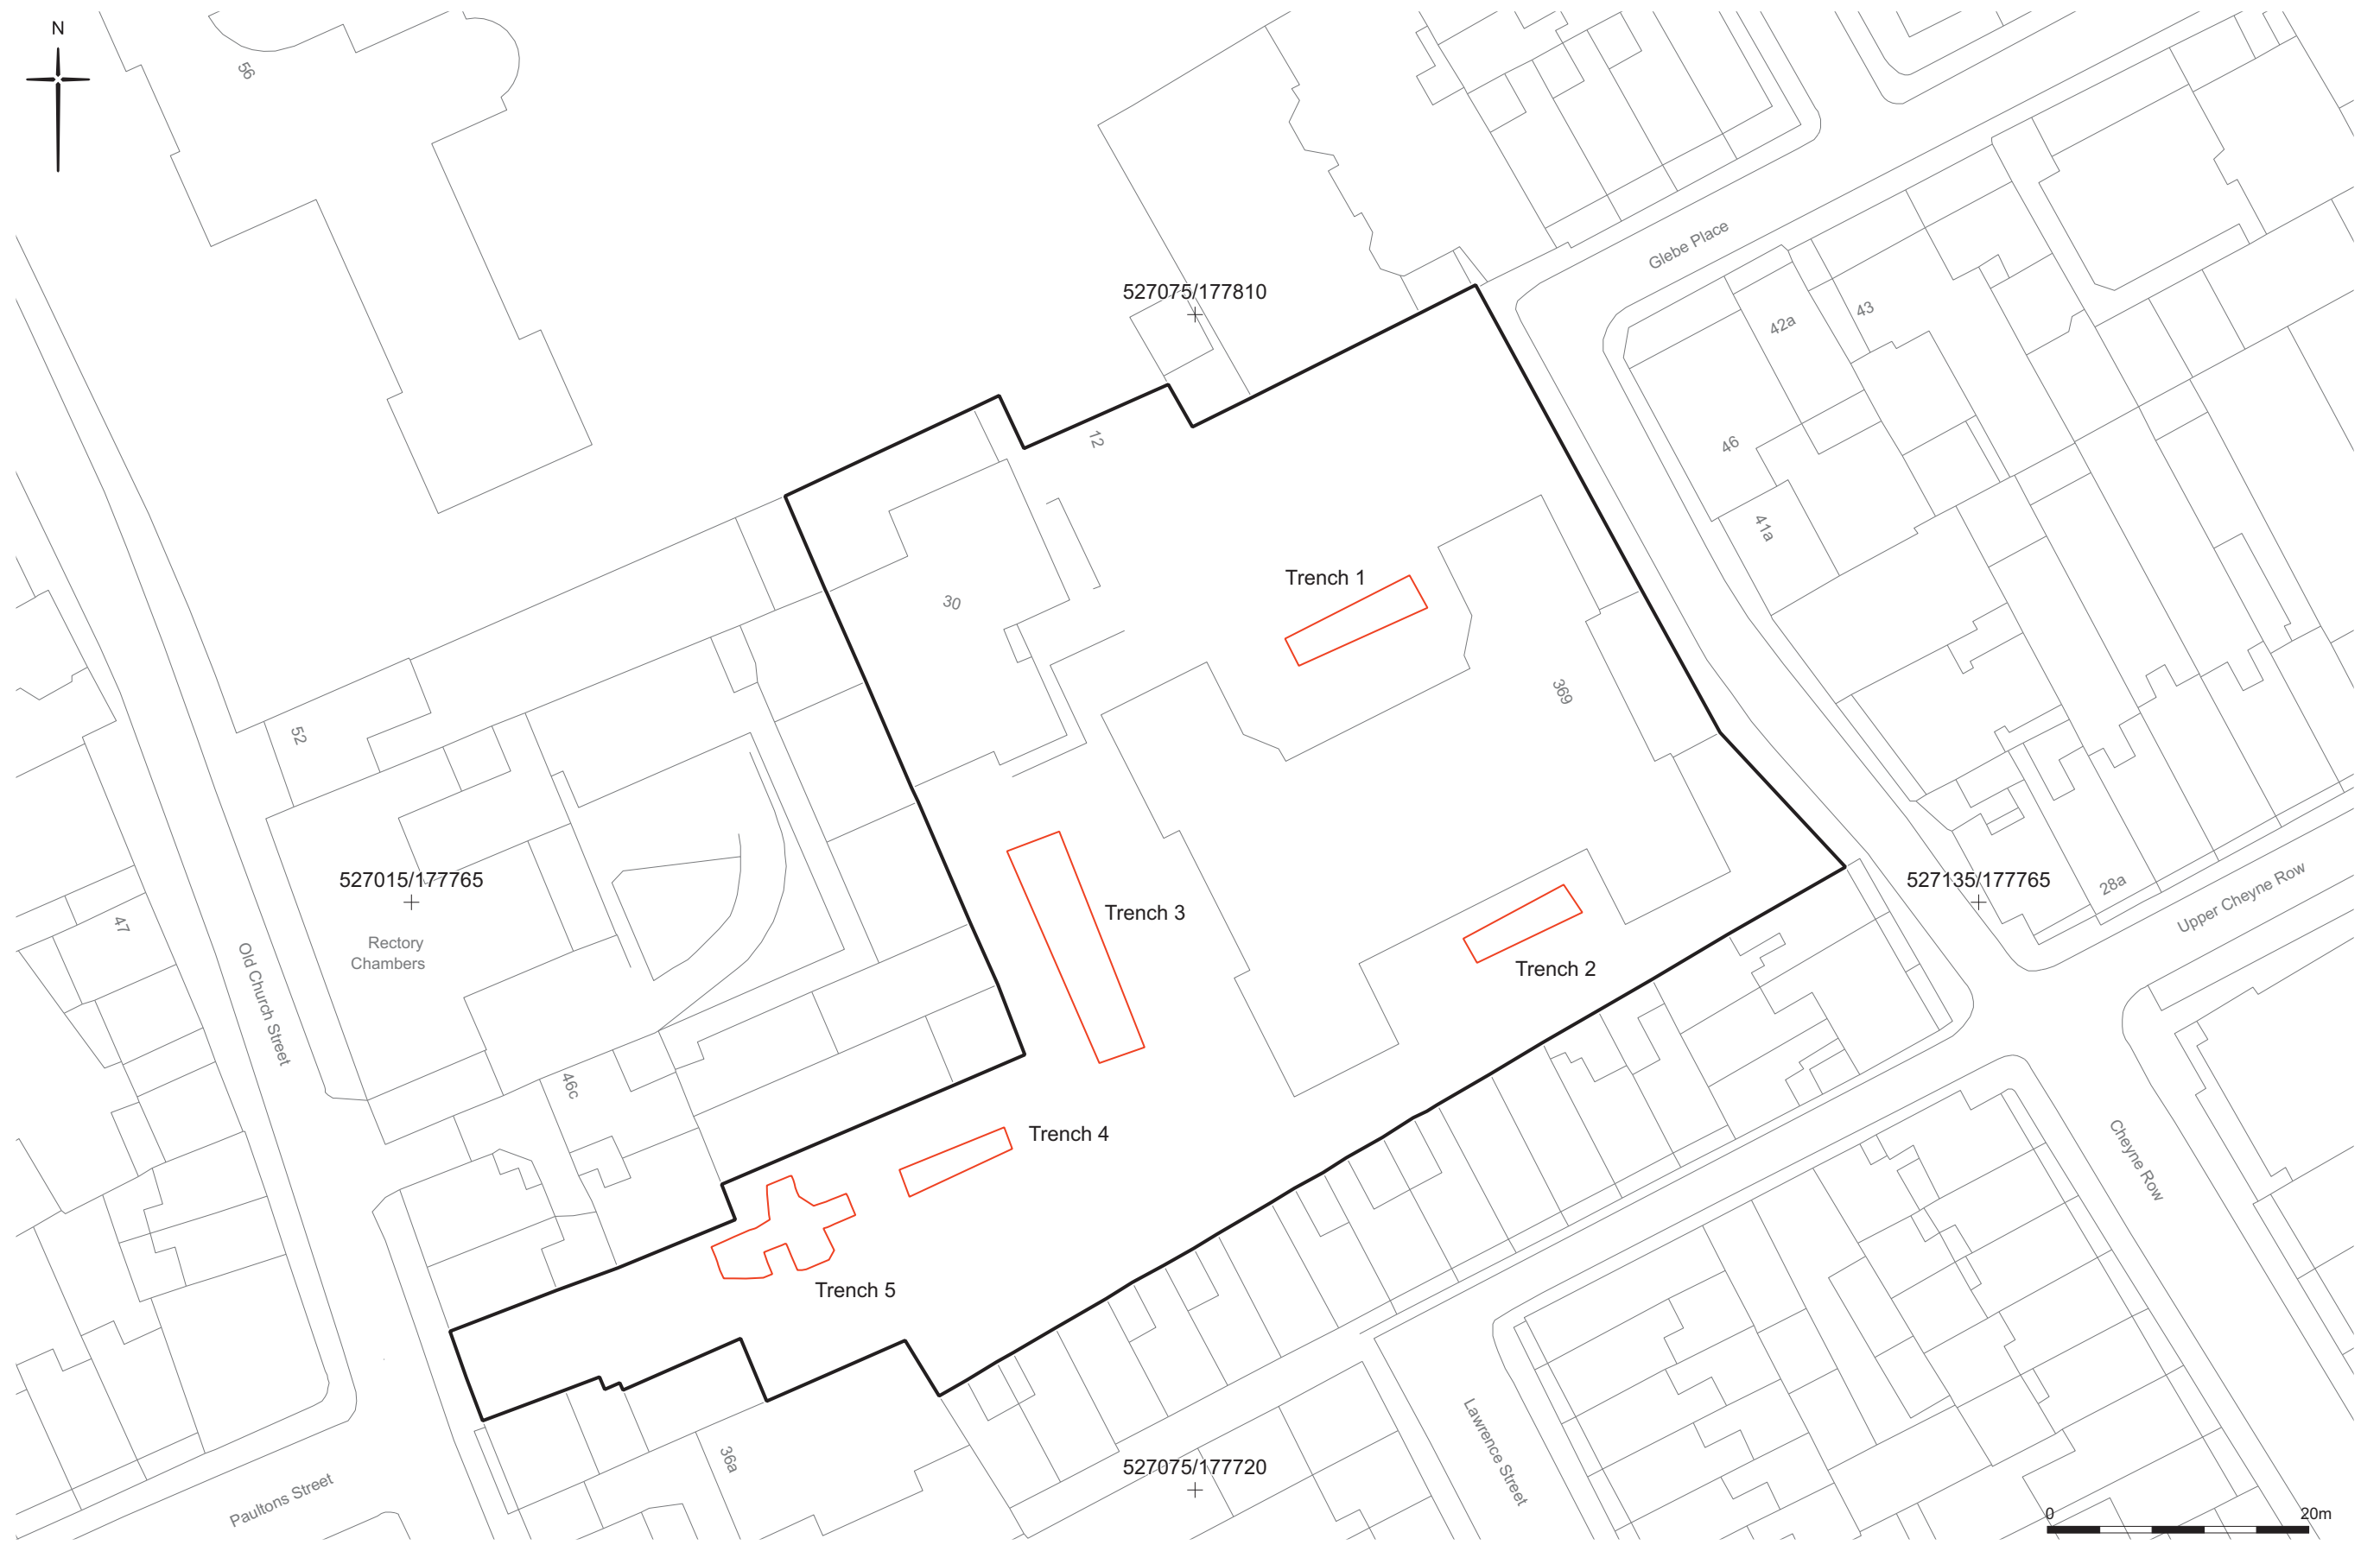 N
56
Glebe Place
527075/177810
42a
43
12
46
41a
Trench 1
30
369
52
527015/177765
527135/177765
28a
Upper Cheyne Row
Trench 3
47
Rectory
Chambers
Trench 2
Old Church Street
46c
Trench 4
Cheyne Row
Trench 5
36a
527075/177720
Lawrence Street
Paultons Street
0
20m